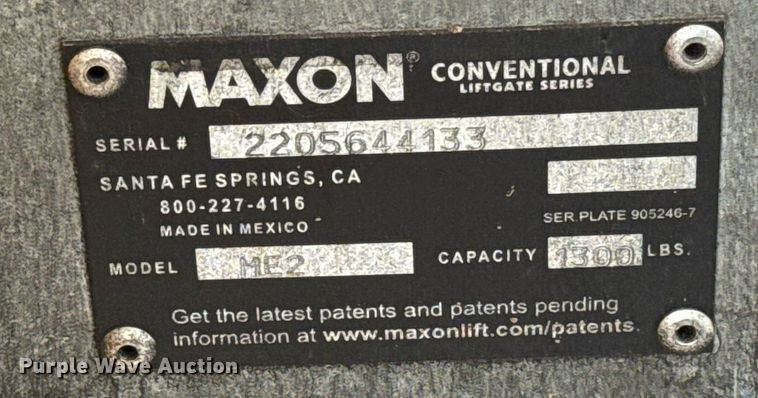 MAXON® CONVENTIONAL
LIFTGATE SERIES
SERIAL # 2205644133
SANTA FE SPRINGS, CA
800-227-4116
MADE IN MEXICO
SER. PLATE 905246-7
MODEL ME2 CAPACITY 1300 LBS.
Get the latest patents and patents pending
information at www.maxonlift.com/patents.
Purple Wave Auction